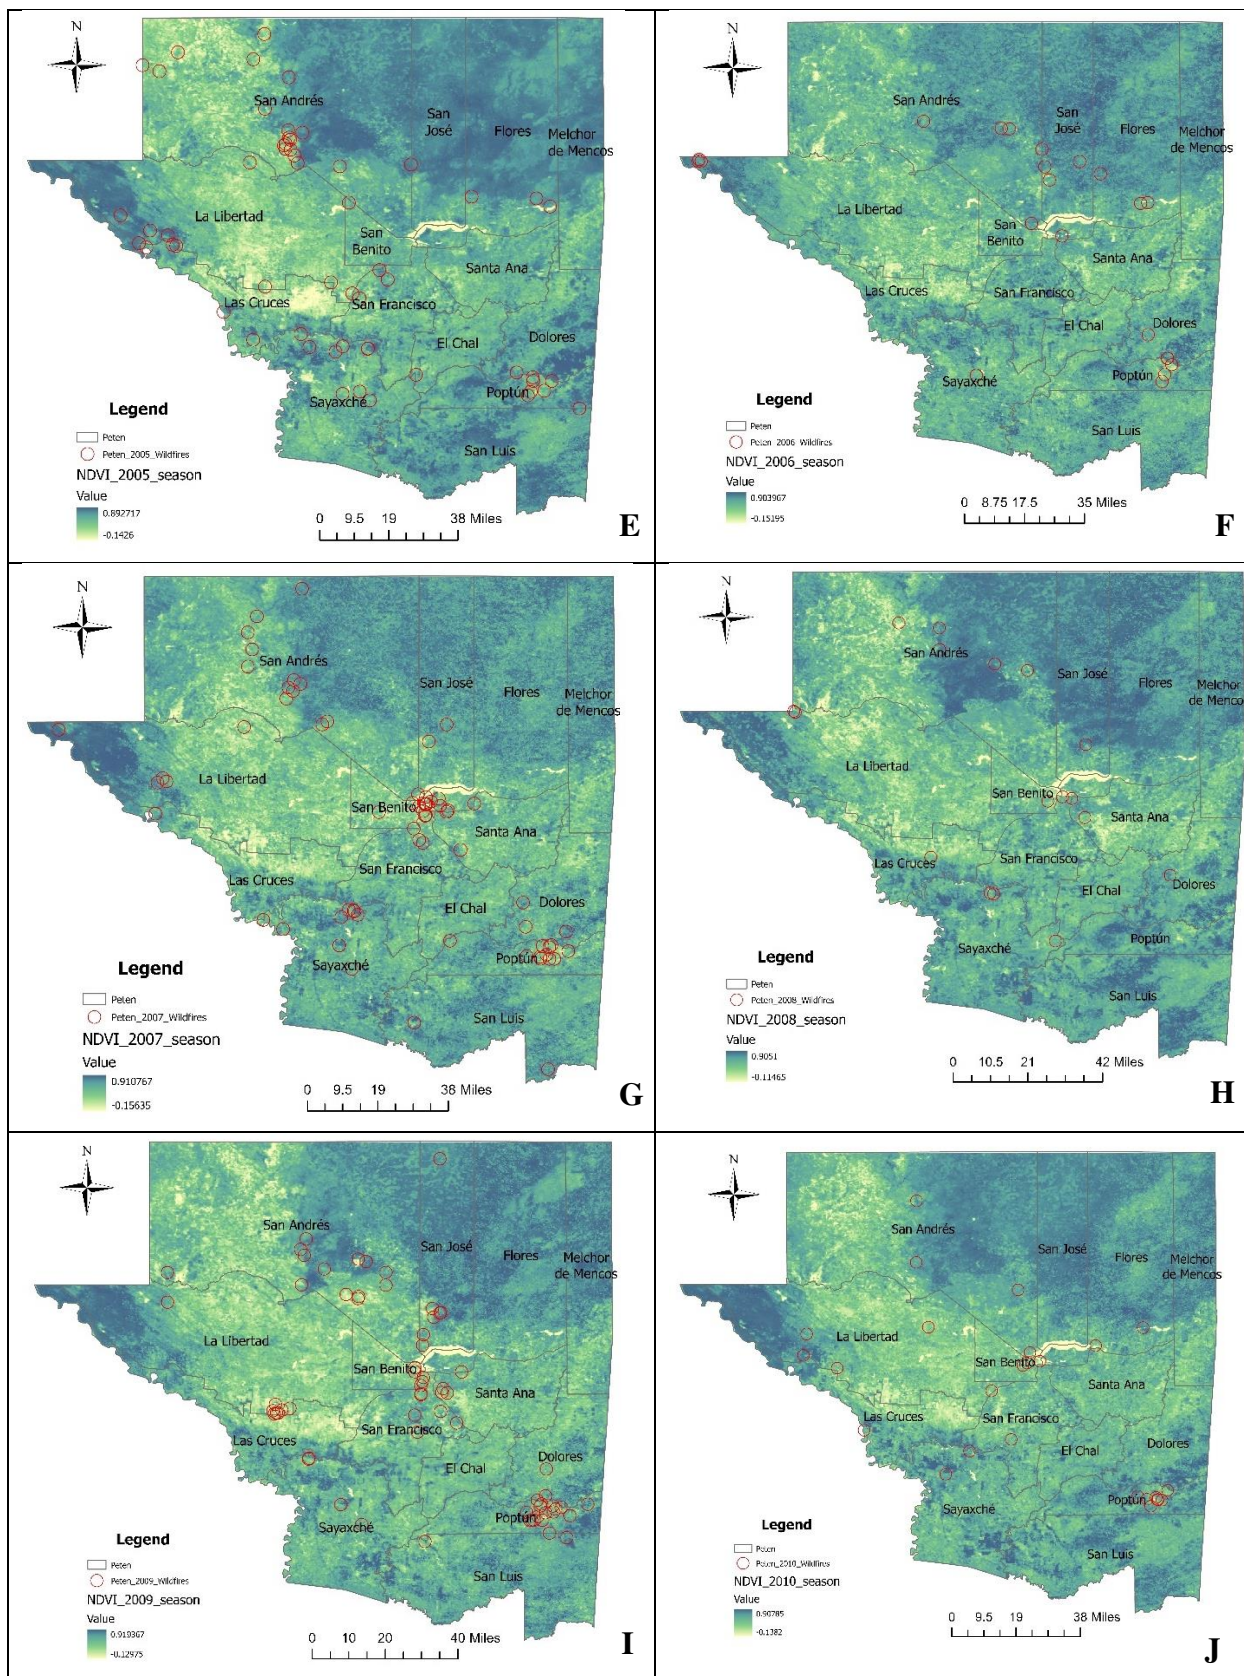 N
San Andrés
San José
Flores
Melchor de Mencos
La Libertad
San Benito
Santa Ana
Las Cruces
San Francisco
El Chal
Dolores
Poptún
Sayaxché
San Luis
Legend
Peten
Peten_2005_Wildfires
NDVI_2005_season
Value
0.892717
-0.1426
0 9.5 19 38 Miles
E
N
San Andrés
San José
Flores
Melchor de Mencos
La Libertad
San Benito
Santa Ana
Las Cruces
San Francisco
El Chal
Dolores
Poptún
Sayaxché
San Luis
Legend
Peten
Peten_2006_Wildfires
NDVI_2006_season
Value
0.903967
-0.15195
0 8.75 17.5 35 Miles
F
N
San Andrés
San José
Flores
Melchor de Mencos
La Libertad
San Benito
Santa Ana
San Francisco
Las Cruces
El Chal
Dolores
Poptún
Sayaxché
San Luis
Legend
Peten
Peten_2007_Wildfires
NDVI_2007_season
Value
0.910767
-0.15635
0 9.5 19 38 Miles
G
N
San Andrés
San José
Flores
Melchor de Mencos
La Libertad
San Benito
Santa Ana
Las Cruces
San Francisco
El Chal
Dolores
Sayaxché
Poptún
San Luis
Legend
Peten
Peten_2008_Wildfires
NDVI_2008_season
Value
0.9051
-0.11465
0 10.5 21 42 Miles
H
N
San Andrés
San José
Flores
Melchor de Mencos
La Libertad
San Benito
Santa Ana
San Francisco
Las Cruces
El Chal
Dolores
Poptún
Sayaxché
San Luis
Legend
Peten
Peten_2009_Wildfires
NDVI_2009_season
Value
0.919367
-0.12975
0 10 20 40 Miles
I
N
San Andrés
San José
Flores
Melchor de Mencos
La Libertad
San Benito
Santa Ana
Las Cruces
San Francisco
El Chal
Dolores
Poptún
Sayaxché
San Luis
Legend
Peten
Peten_2010_Wildfires
NDVI_2010_season
Value
0.90785
-0.1382
0 9.5 19 38 Miles
J